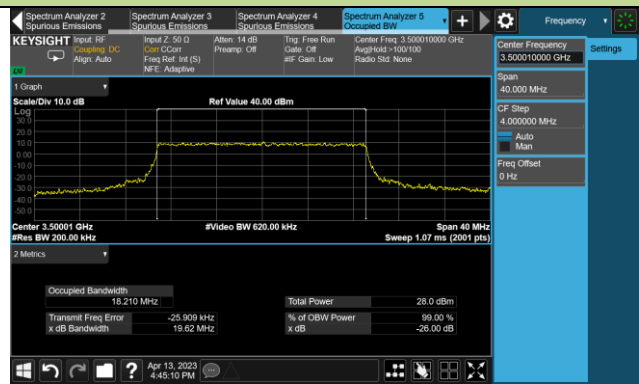 Spectrum Analyzer 2
Spurious Emissions
Spectrum Analyzer 3
Spurious Emissions
Spectrum Analyzer 4
Spurious Emissions
Spectrum Analyzer 5
Occupied BW
Frequency
KEYSIGHT
Input: RF
Coupling: DC
Align: Auto
Input Z: 50 Ω
Corr CCorr
Freq Ref: Int (S)
NFE: Adaptive
Atten: 14 dB
Preamp: Off
Trig: Free Run
Gate: Off
#IF Gain: Low
Center Freq: 3.500010000 GHz
Avg|Hold:>100/100
Radio Std: None
1 Graph
Scale/Div 10.0 dB
Ref Value 40.00 dBm
Log
30.0
20.0
10.0
0.00
-10.0
-20.0
-30.0
-40.0
-50.0
Center 3.50001 GHz
#Video BW 620.00 kHz
Span 40 MHz
#Res BW 200.00 kHz
Sweep 1.07 ms (2001 pts)
2 Metrics
Occupied Bandwidth
18.210 MHz
Total Power
28.0 dBm
Transmit Freq Error
-25.909 kHz
% of OBW Power
99.00 %
x dB Bandwidth
19.62 MHz
x dB
-26.00 dB
Center Frequency
3.500010000 GHz
Settings
Span
40.000 MHz
CF Step
4.000000 MHz
Auto
Man
Freq Offset
0 Hz
?
Apr 13, 2023
4:45:10 PM